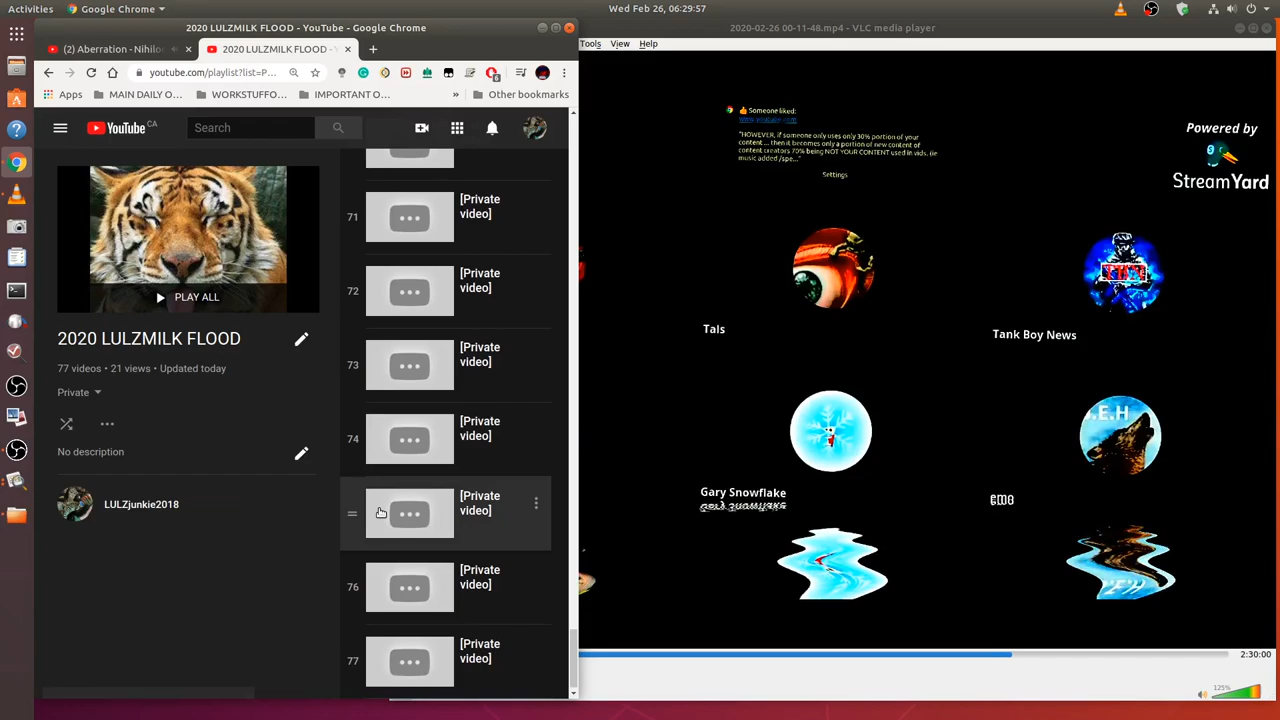 Activities
Google Chrome
Wed Feb 26, 06:29:57
2020 LULZMILK FLOOD - YouTube - Google Chrome
2020-02-26 00-11-48.mp4 - VLC media player
(2) Aberration - Nihilo
2020 LULZMILK FLOOD - Y
Tools View Help
youtube.com/playlist?list=P...
6
Apps MAIN DAILY O... WORKSTUFFO... IMPORTANT O... » Other bookmarks
YouTube CA
Search
PLAY ALL
2020 LULZMILK FLOOD
77 videos • 21 views • Updated today
Private
No description
LULZjunkie2018
71 [Private video]
72 [Private video]
73 [Private video]
74 [Private video]
[Private video]
76 [Private video]
77 [Private video]
Someone liked:
www.youtube.com
"HOWEVER, if someone only uses only 30% portion of your
content ... then it becomes only a portion of new content of
content creators 70% being NOT YOUR CONTENT used in vids. (ie
music added /spe..."
Settings
Powered by
StreamYard
Tals
Tank Boy News
Gary Snowflake
2:30:00
125%